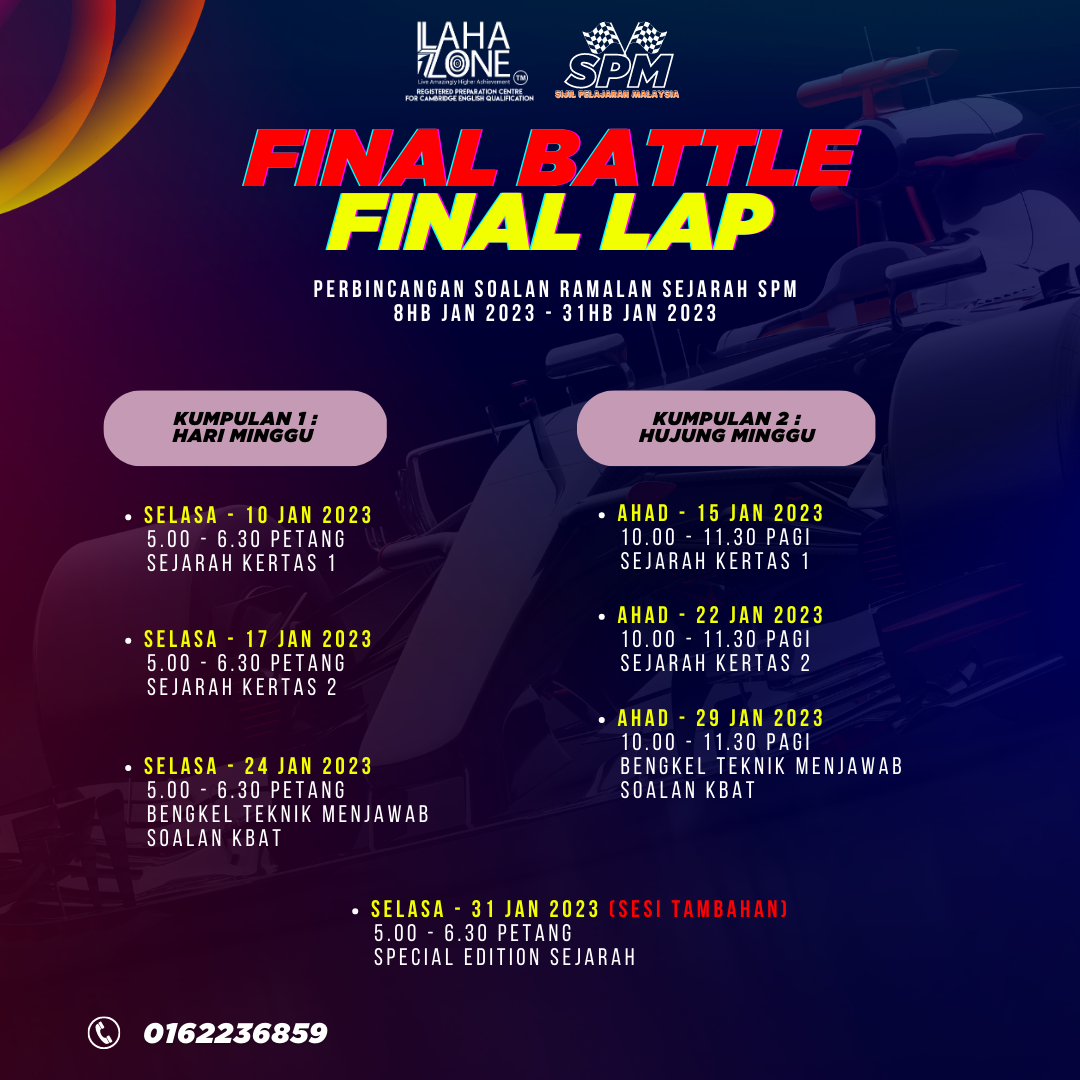 LAHA
ZONE
Live Amazingly Higher Achievement
TM
REGISTERED PREPARATION CENTRE
FOR CAMBRIDGE ENGLISH QUALIFICATION
SPM
SIJIL PELAJARAN MALAYSIA
FINAL BATTLE
FINAL LAP
PERBINCANGAN SOALAN RAMALAN SEJARAH SPM
8HB JAN 2023 - 31HB JAN 2023
KUMPULAN 1 :
HARI MINGGU
• SELASA - 10 JAN 2023
5.00 - 6.30 PETANG
SEJARAH KERTAS 1
• SELASA - 17 JAN 2023
5.00 - 6.30 PETANG
SEJARAH KERTAS 2
• SELASA - 24 JAN 2023
5.00 - 6.30 PETANG
BENGKEL TEKNIK MENJAWAB
SOALAN KBAT
KUMPULAN 2 :
HUJUNG MINGGU
• AHAD - 15 JAN 2023
10.00 - 11.30 PAGI
SEJARAH KERTAS 1
• AHAD - 22 JAN 2023
10.00 - 11.30 PAGI
SEJARAH KERTAS 2
• AHAD - 29 JAN 2023
10.00 - 11.30 PAGI
BENGKEL TEKNIK MENJAWAB
SOALAN KBAT
• SELASA - 31 JAN 2023 (SESI TAMBAHAN)
5.00 - 6.30 PETANG
SPECIAL EDITION SEJARAH
0162236859